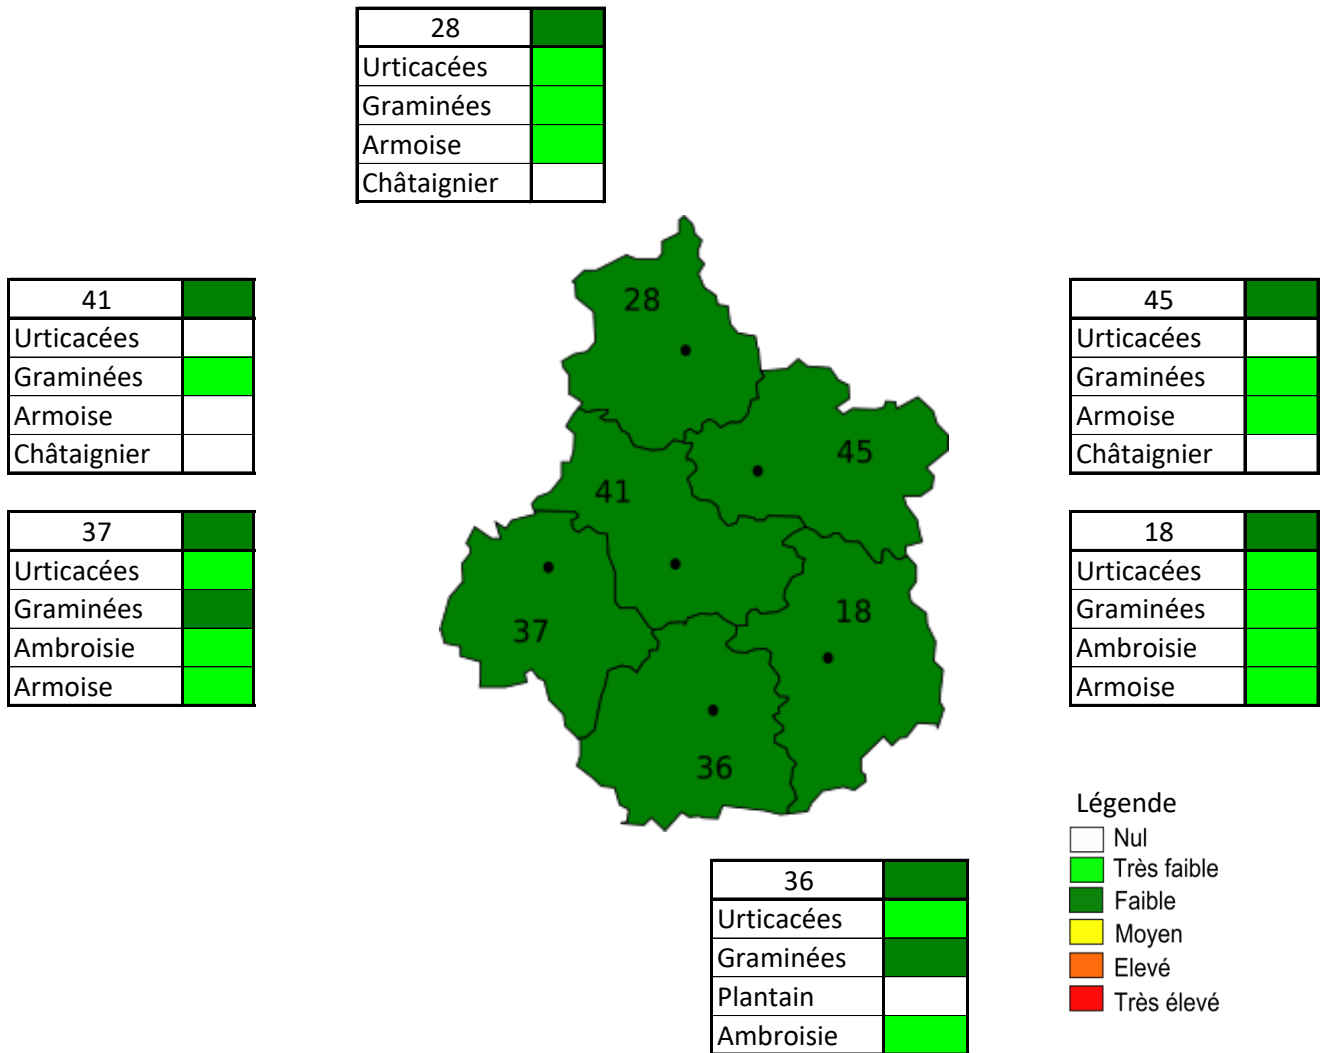 28
Urticacées
Graminées
Armoise
Châtaignier
41
Urticacées
Graminées
Armoise
Châtaignier
45
Urticacées
Graminées
Armoise
Châtaignier
37
Urticacées
Graminées
Ambroisie
Armoise
18
Urticacées
Graminées
Ambroisie
Armoise
28
45
41
18
37
36
36
Urticacées
Graminées
Plantain
Ambroisie
Légende
Nul
Très faible
Faible
Moyen
Elevé
Très élevé